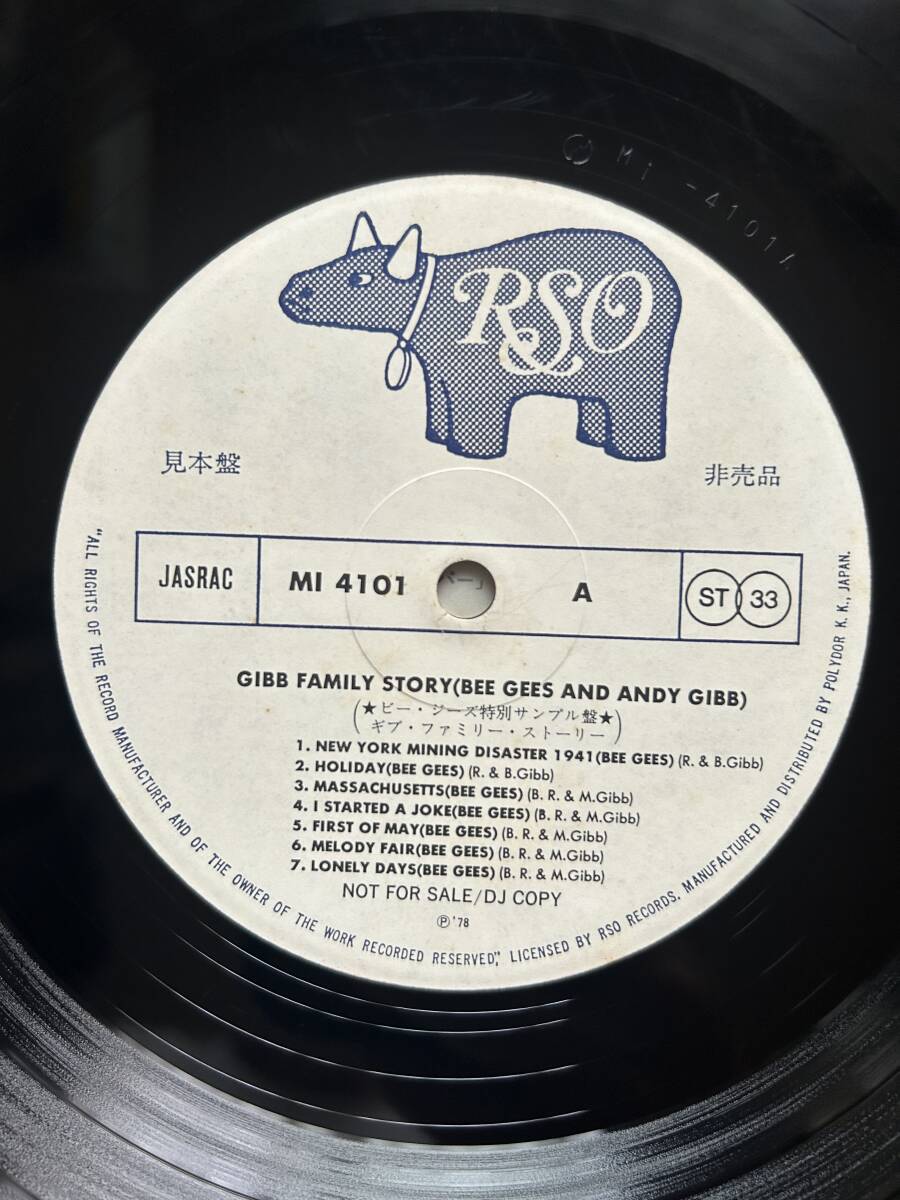 Mi-4101A
RSO
見本盤
非売品
JASRAC
MI 4101
A
ST 33
GIBB FAMILY STORY(BEE GEES AND ANDY GIBB)
(★ビー・ジーズ特別サンプル盤★
ギブ・ファミリー・ストーリー)
1. NEW YORK MINING DISASTER 1941(BEE GEES) (R. & B.Gibb)
2. HOLIDAY(BEE GEES) (R. & B.Gibb)
3. MASSACHUSETTS(BEE GEES) (B. R. & M.Gibb)
4. I STARTED A JOKE(BEE GEES) (B. R. & M.Gibb)
5. FIRST OF MAY(BEE GEES) (B. R. & M.Gibb)
6. MELODY FAIR(BEE GEES) (B. R. & M.Gibb)
7. LONELY DAYS(BEE GEES) (B. R. & M.Gibb)
NOT FOR SALE/DJ COPY
℗'78
"ALL RIGHTS OF THE RECORD MANUFACTURER AND OF THE OWNER OF THE WORK RECORDED RESERVED," LICENSED BY RSO RECORDS. MANUFACTURED AND DISTRIBUTED BY POLYDOR K.K., JAPAN.